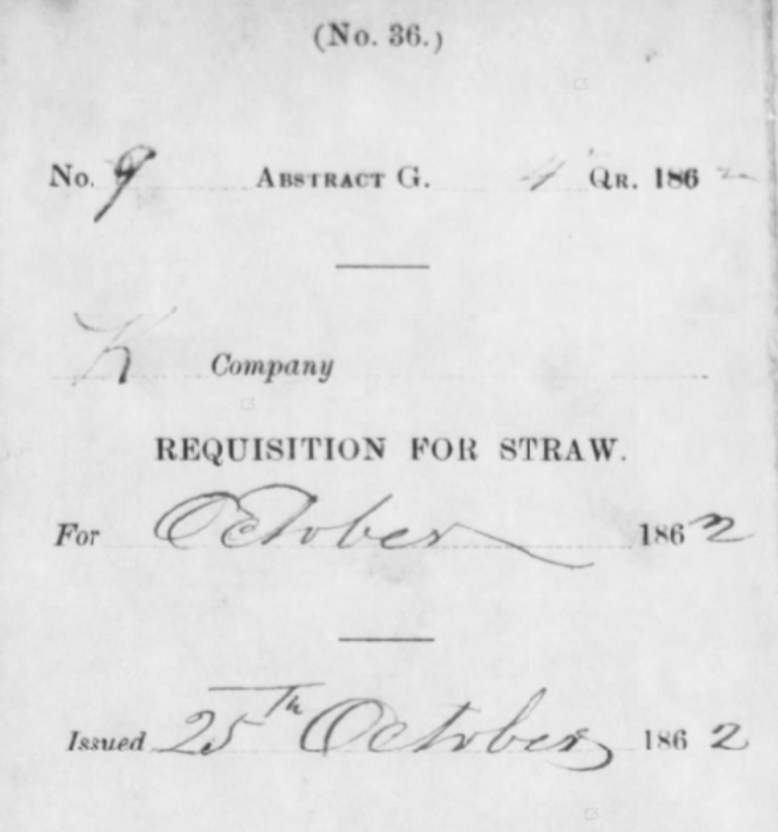 (No. 36.)
No. 9 Abstract G. 4 Qr. 1862
K Company
REQUISITION FOR STRAW.
For October 1862
Issued 25th October 1862